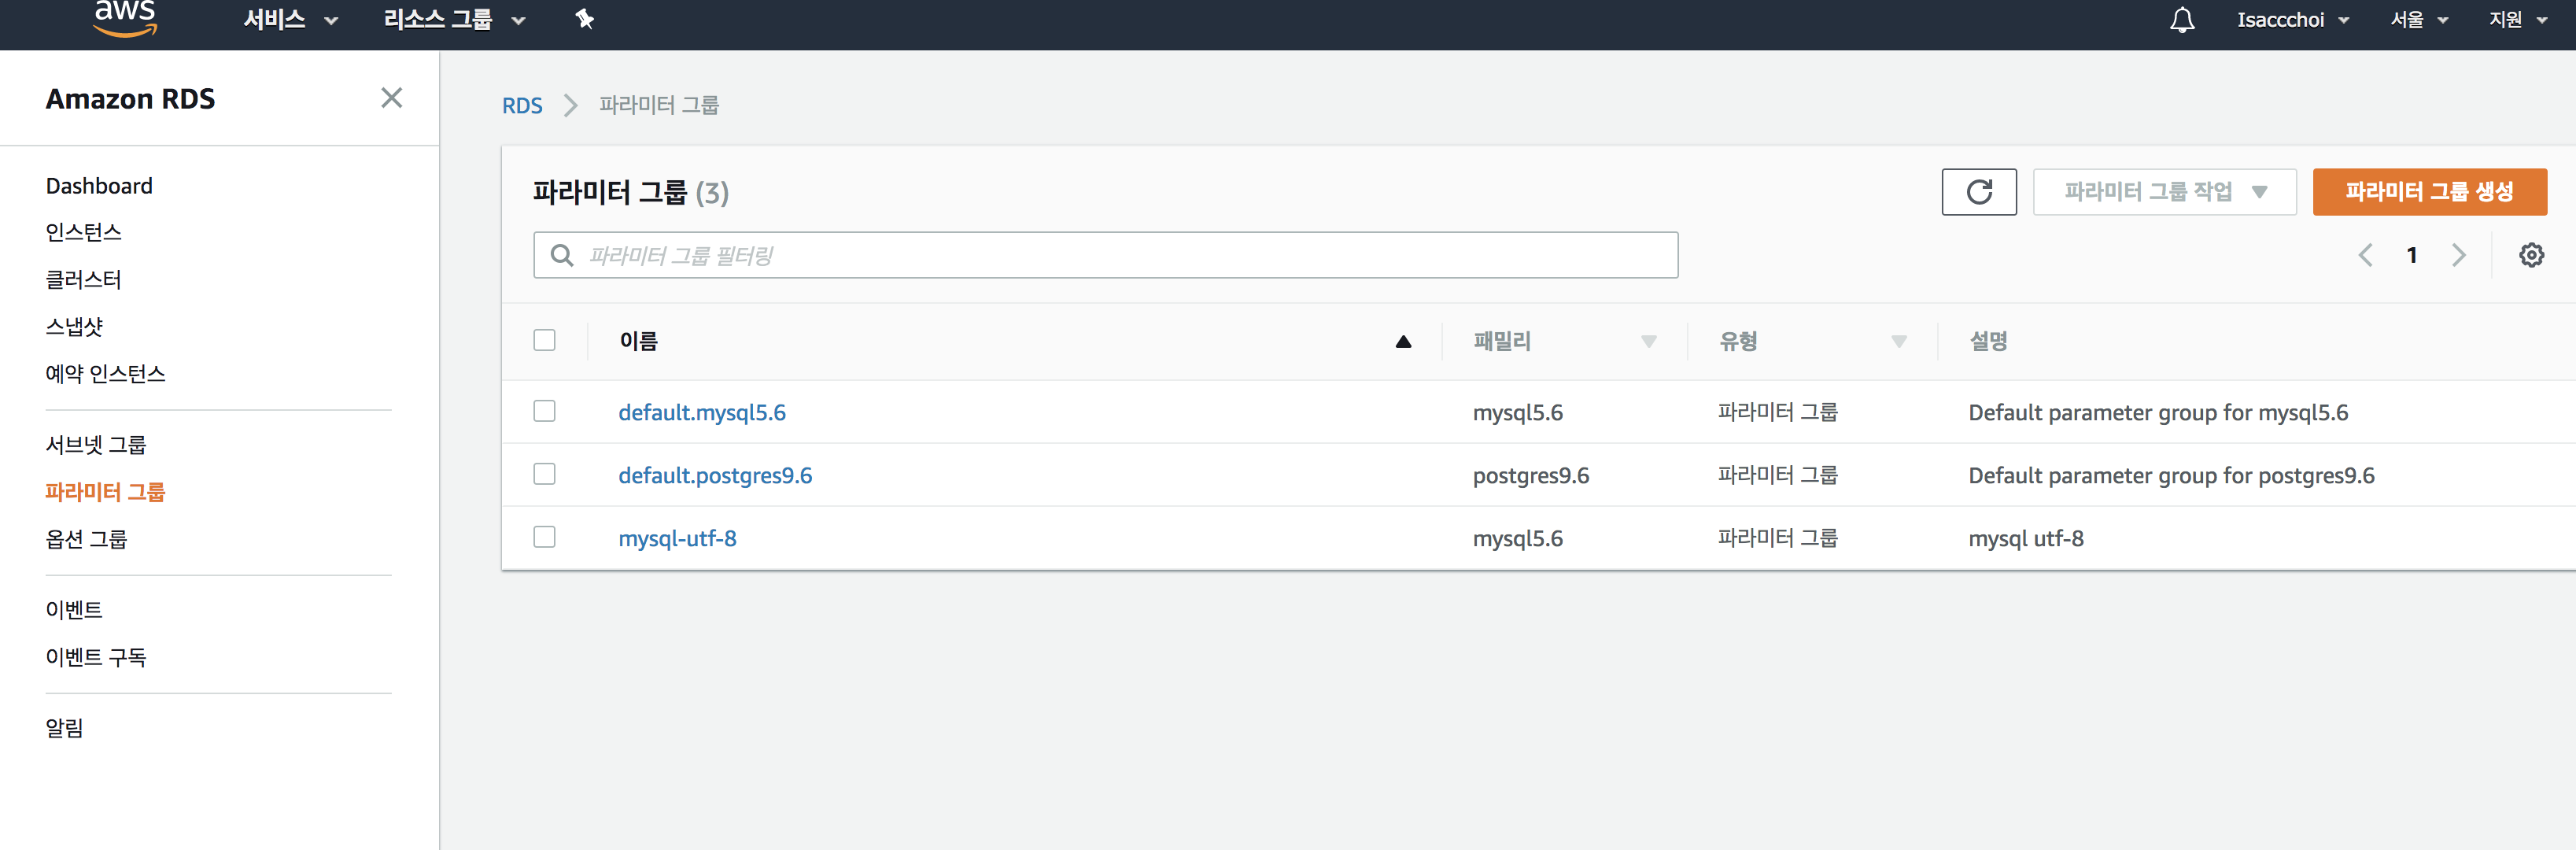 aws 서비스 리소스 그룹 Isaccchoi 서울 지원
Amazon RDS
Dashboard
인스턴스
클러스터
스냅샷
예약 인스턴스
서브넷 그룹
파라미터 그룹
옵션 그룹
이벤트
이벤트 구독
알림
RDS 파라미터 그룹
파라미터 그룹 (3) 파라미터 그룹 작업 파라미터 그룹 생성
파라미터 그룹 필터링 1
이름 패밀리 유형 설명
default.mysql5.6 mysql5.6 파라미터 그룹 Default parameter group for mysql5.6
default.postgres9.6 postgres9.6 파라미터 그룹 Default parameter group for postgres9.6
mysql-utf-8 mysql5.6 파라미터 그룹 mysql utf-8